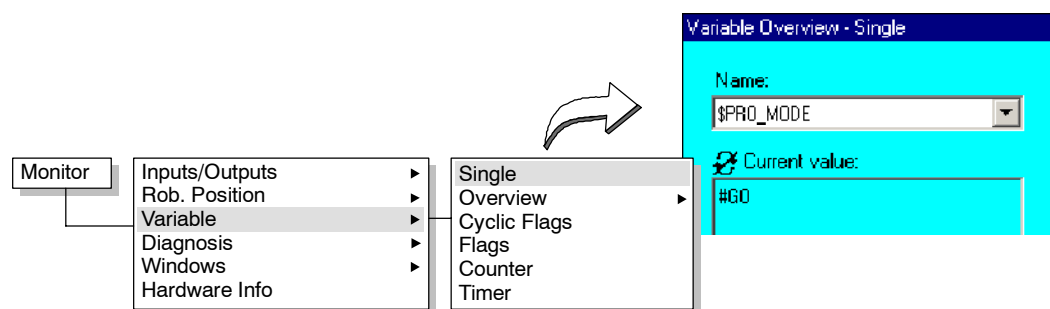 Variable Overview - Single
Name:
$PRO_MODE
Current value:
#GO
Monitor
Inputs/Outputs
Rob. Position
Variable
Diagnosis
Windows
Hardware Info
Single
Overview
Cyclic Flags
Flags
Counter
Timer